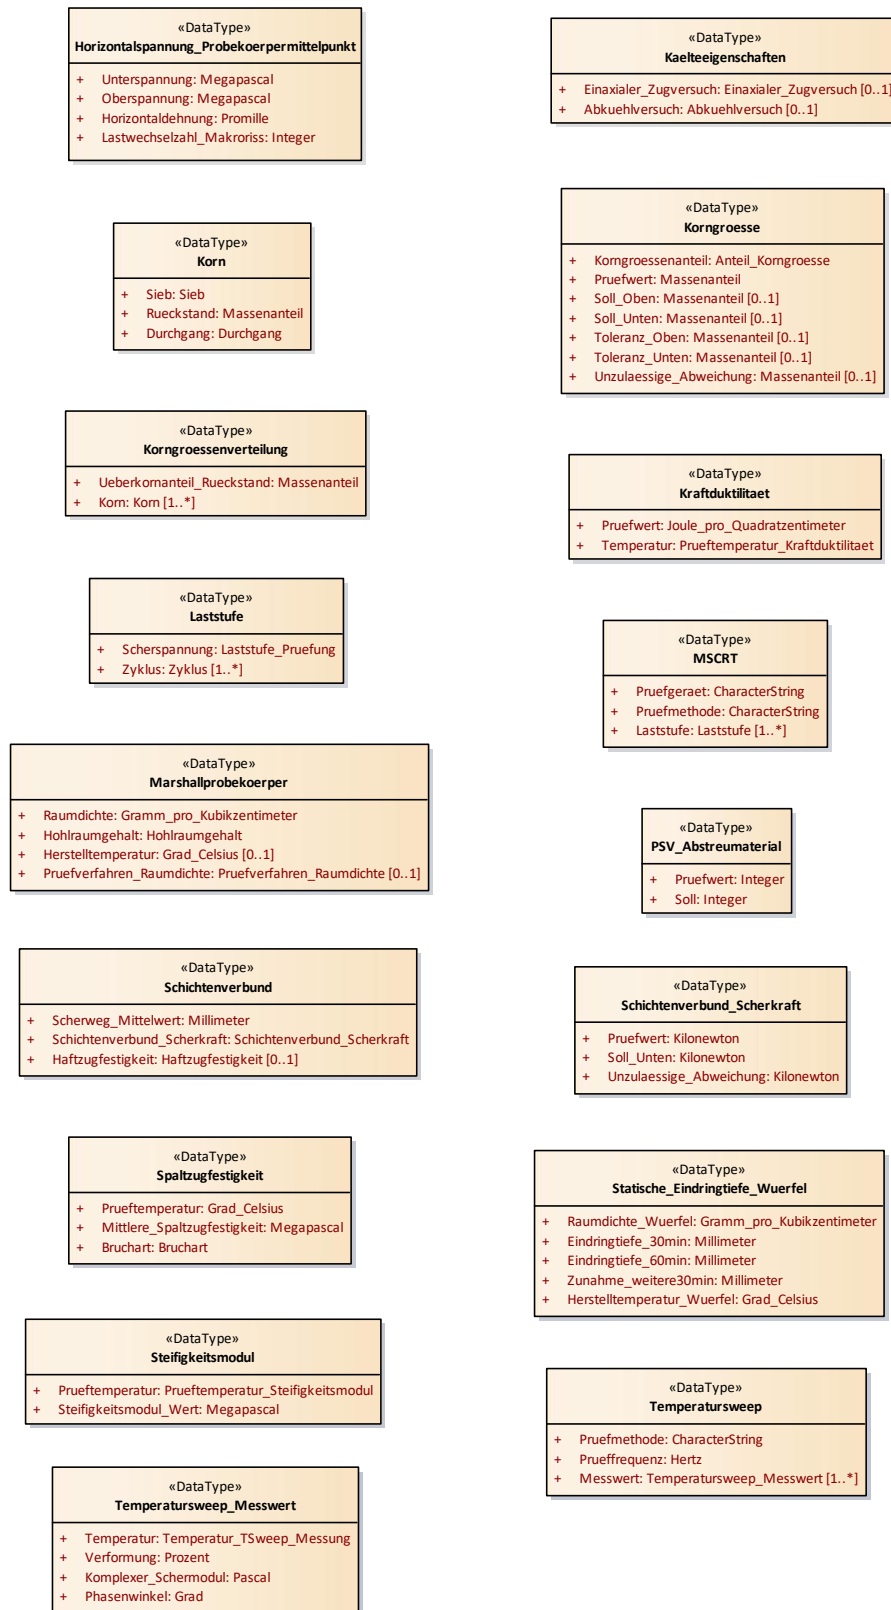 «DataType»
Horizontalspannung_Probekoerpermittelpunkt
+ Unterspannung: Megapascal
+ Oberspannung: Megapascal
+ Horizontaldehnung: Promille
+ Lastwechselzahl_Makroriss: Integer
«DataType»
Kaelteeigenschaften
+ Einaxialer_Zugversuch: Einaxialer_Zugversuch [0..1]
+ Abkuehlversuch: Abkuehlversuch [0..1]
«DataType»
Korn
+ Sieb: Sieb
+ Rueckstand: Massenanteil
+ Durchgang: Durchgang
«DataType»
Korngroesse
+ Korngroessenanteil: Anteil_Korngroesse
+ Pruefwert: Massenanteil
+ Soll_Oben: Massenanteil [0..1]
+ Soll_Unten: Massenanteil [0..1]
+ Toleranz_Oben: Massenanteil [0..1]
+ Toleranz_Unten: Massenanteil [0..1]
+ Unzulaessige_Abweichung: Massenanteil [0..1]
«DataType»
Korngroessenverteilung
+ Ueberkornanteil_Rueckstand: Massenanteil
+ Korn: Korn [1..*]
«DataType»
Kraftduktilitaet
+ Pruefwert: Joule_pro_Quadratzentimeter
+ Temperatur: Prueftemperatur_Kraftduktilitaet
«DataType»
Laststufe
+ Scherspannung: Laststufe_Pruefung
+ Zyklus: Zyklus [1..*]
«DataType»
MSCRT
+ Pruefgeraet: CharacterString
+ Pruefmethode: CharacterString
+ Laststufe: Laststufe [1..*]
«DataType»
Marshallprobekoerper
+ Raumdichte: Gramm_pro_Kubikzentimeter
+ Hohlraumgehalt: Hohlraumgehalt
+ Herstelltemperatur: Grad_Celsius [0..1]
+ Pruefverfahren_Raumdichte: Pruefverfahren_Raumdichte [0..1]
«DataType»
PSV_Abstreumaterial
+ Pruefwert: Integer
+ Soll: Integer
«DataType»
Schichtenverbund
+ Scherweg_Mittelwert: Millimeter
+ Schichtenverbund_Scherkraft: Schichtenverbund_Scherkraft
+ Haftzugfestigkeit: Haftzugfestigkeit [0..1]
«DataType»
Schichtenverbund_Scherkraft
+ Pruefwert: Kilonewton
+ Soll_Unten: Kilonewton
+ Unzulaessige_Abweichung: Kilonewton
«DataType»
Spaltzugfestigkeit
+ Prueftemperatur: Grad_Celsius
+ Mittlere_Spaltzugfestigkeit: Megapascal
+ Bruchart: Bruchart
«DataType»
Statische_Eindringtiefe_Wuerfel
+ Raumdichte_Wuerfel: Gramm_pro_Kubikzentimeter
+ Eindringtiefe_30min: Millimeter
+ Eindringtiefe_60min: Millimeter
+ Zunahme_weitere30min: Millimeter
+ Herstelltemperatur_Wuerfel: Grad_Celsius
«DataType»
Steifigkeitsmodul
+ Prueftemperatur: Prueftemperatur_Steifigkeitsmodul
+ Steifigkeitsmodul_Wert: Megapascal
«DataType»
Temperatursweep
+ Pruefmethode: CharacterString
+ Prueffrequenz: Hertz
+ Messwert: Temperatursweep_Messwert [1..*]
«DataType»
Temperatursweep_Messwert
+ Temperatur: Temperatur_TSweep_Messung
+ Verformung: Prozent
+ Komplexer_Schermodul: Pascal
+ Phasenwinkel: Grad